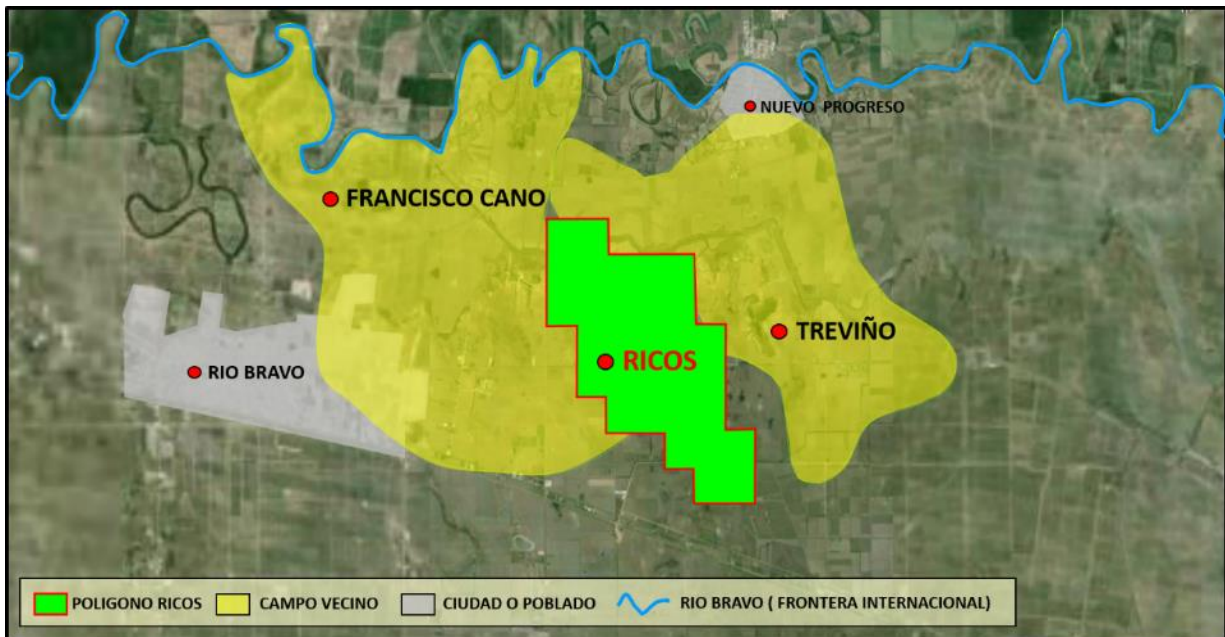 NUEVO PROGRESO
FRANCISCO CANO
TREVIÑO
RICOS
RIO BRAVO
POLIGONO RICOS
CAMPO VECINO
CIUDAD O POBLADO
RIO BRAVO ( FRONTERA INTERNACIONAL)